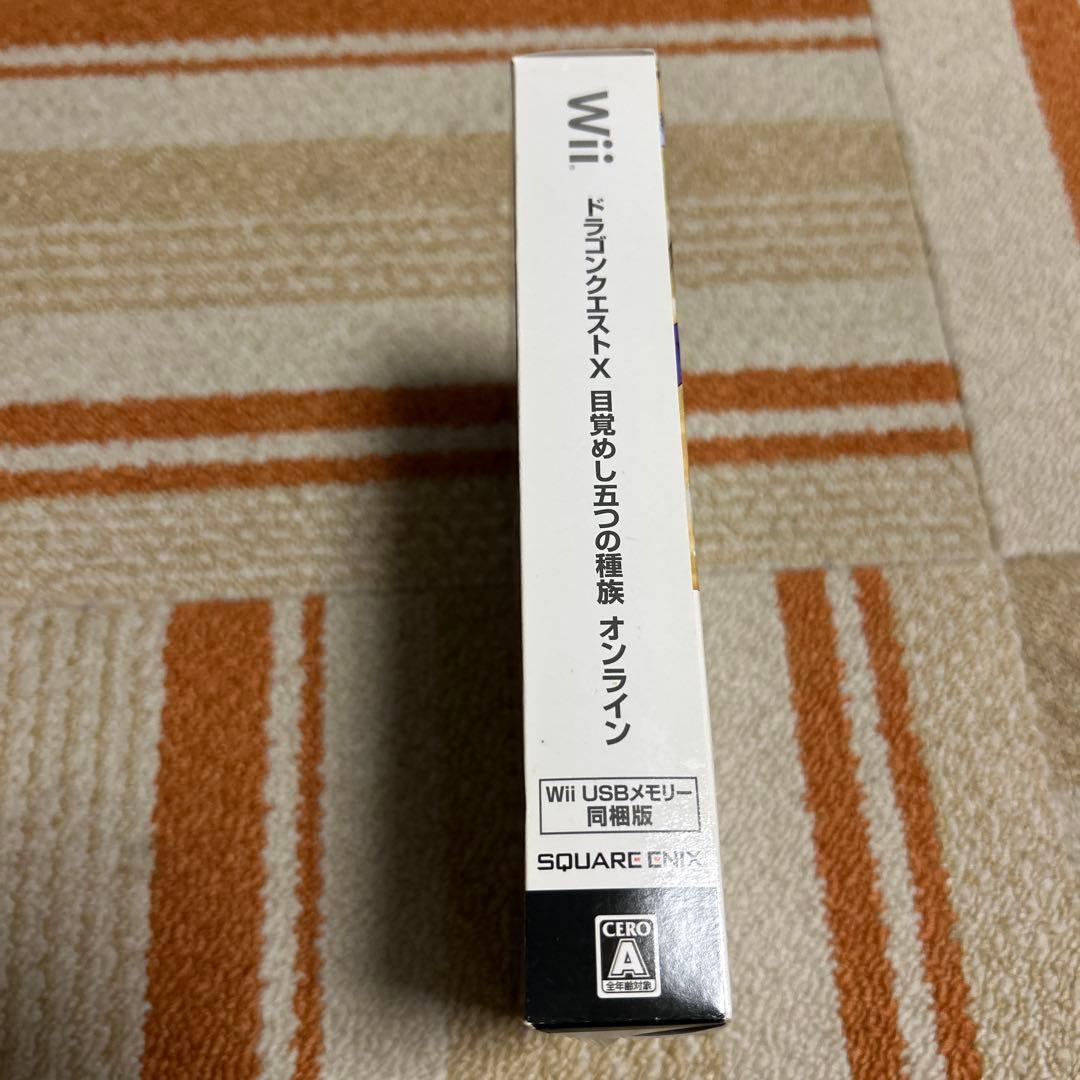 Wii
ドラゴンクエストX 目覚めし五つの種族 オンライン
Wii USBメモリー
同梱版
SQUARE ENIX
CERO
A
全年齢対象